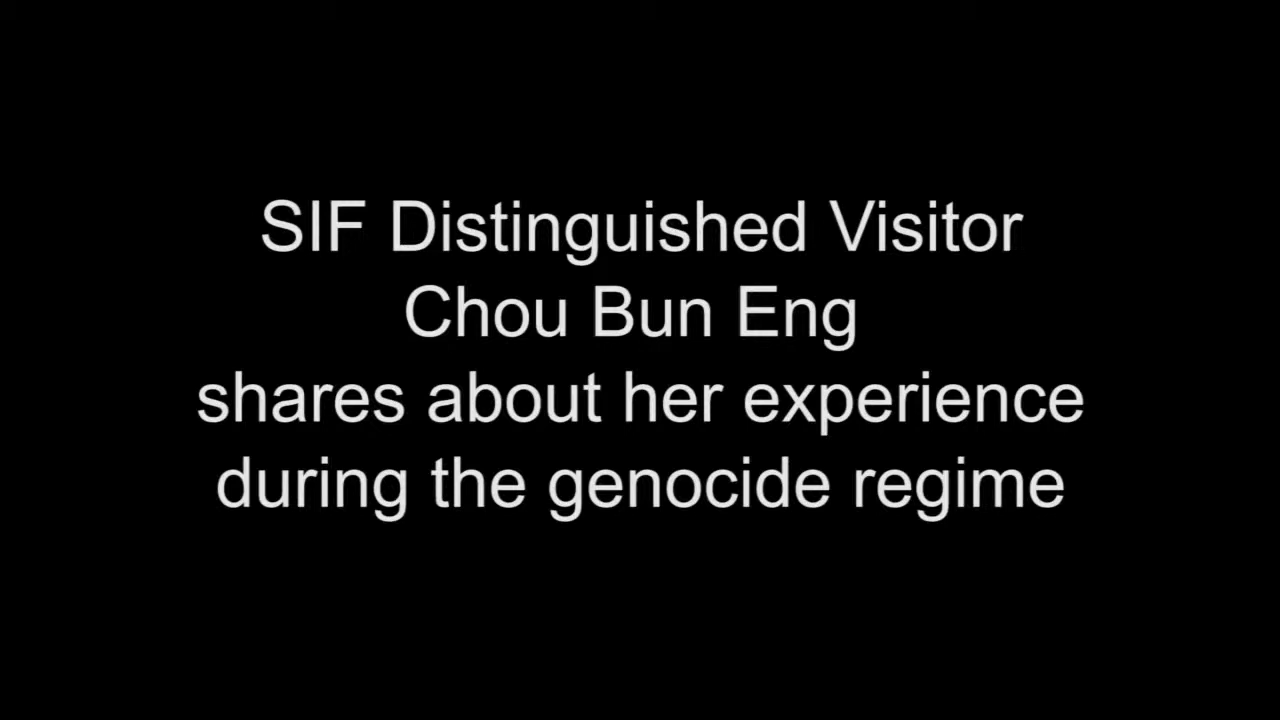 SIF Distinguished Visitor
Chou Bun Eng
shares about her experience
during the genocide regime